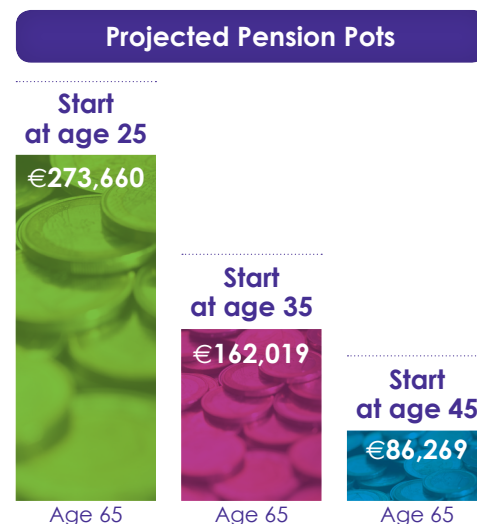 Projected Pension Pots
Start
at age 25
€273,660
Age 65
Start
at age 35
€162,019
Age 65
Start
at age 45
€86,269
Age 65